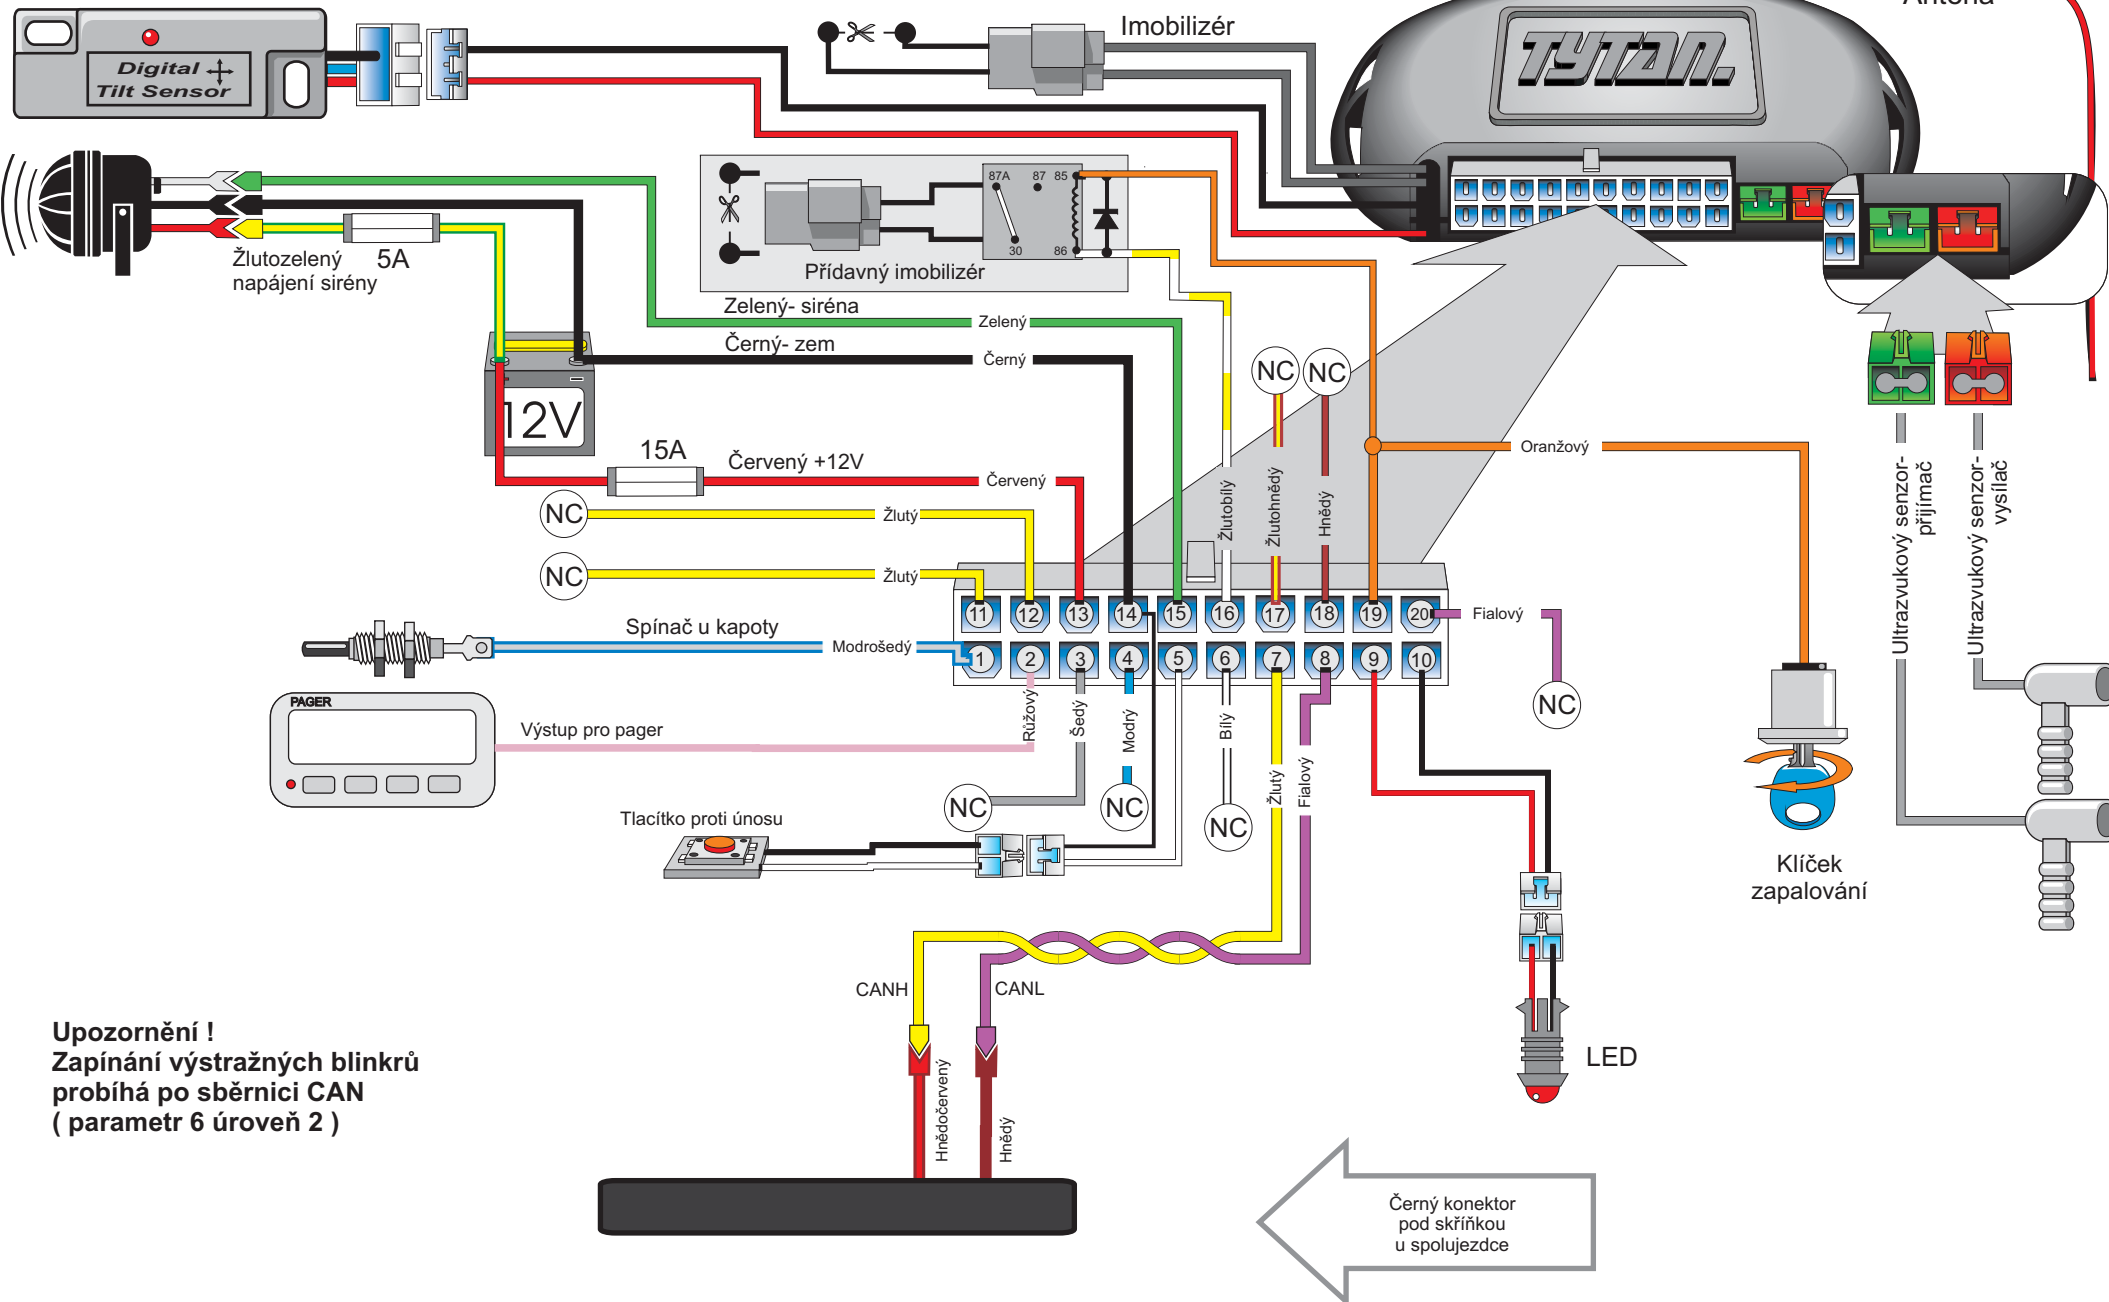 Anténa
Imobilizér
TYTAN.
Digital
Tilt Sensor
87A
87
85
30
86
Přídavný imobilizér
Žlutozelený
napájení sirény
5A
Zelený- siréna
Zelený
Černý- zem
Černý
12V
15A
Červený +12V
Červený
NC
NC
Oranžový
NC
Žlutý
NC
Žlutý
Žlutobílý
Žlutohnědý
Hnědý
Ultrazvukový senzor-
přijímač
Ultrazvukový senzor-
vysílač
11
12
13
14
15
16
17
18
19
20
Fialový
NC
Spínač u kapoty
Modrošedý
1
2
3
4
5
6
7
8
9
10
PAGER
Výstup pro pager
Růžový
Šedý
Modrý
Bílý
Žlutý
Fialový
NC
NC
NC
Tlacítko proti únosu
Klíček
zapalování
CANH
CANL
Hnědočervený
Hnědý
LED
Upozornění !
Zapínání výstražných blinkrů
probíhá po sběrnici CAN
( parametr 6 úroveň 2 )
Černý konektor
pod skříňkou
u spolujezdce